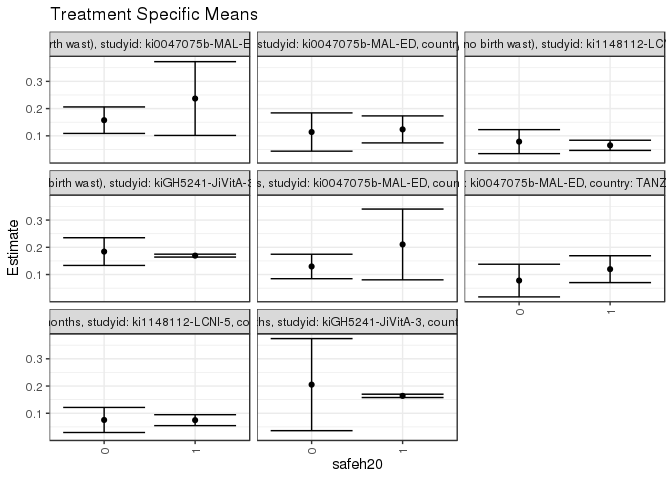 Treatment Specific Means
rth wast), studyid: ki0047075b-MAL-E
studyid: ki0047075b-MAL-ED, country
no birth wast), studyid: ki1148112-LC
0.3
0.2
0.1
birth wast), studyid: kiGH5241-JiVitA-3
s, studyid: ki0047075b-MAL-ED, coun
: ki0047075b-MAL-ED, country: TANZ
0.3
0.2
0.1
Estimate
0
1
onths, studyid: ki1148112-LCNI-5, co
hs, studyid: kiGH5241-JiVitA-3, count
0.3
0.2
0.1
0
1
0
1
safeh20